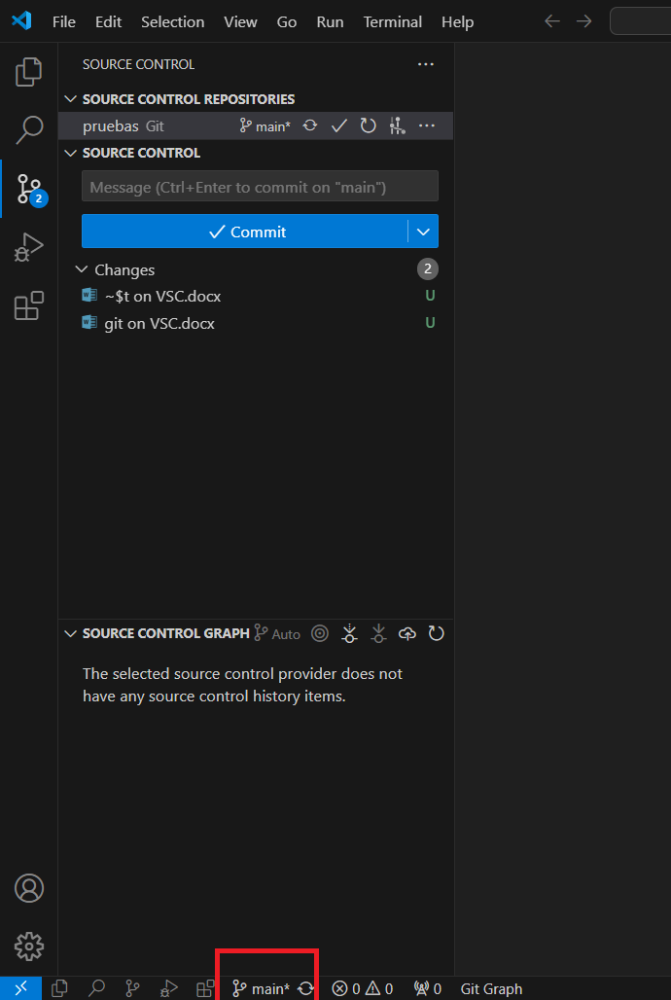 File Edit Selection View Go Run Terminal Help
SOURCE CONTROL
SOURCE CONTROL REPOSITORIES
pruebas Git main*
SOURCE CONTROL
Message (Ctrl+Enter to commit on "main")
2
Commit
Changes 2
~$t on VSC.docx U
git on VSC.docx U
SOURCE CONTROL GRAPH Auto
The selected source control provider does not
have any source control history items.
main* 0 0 0 Git Graph